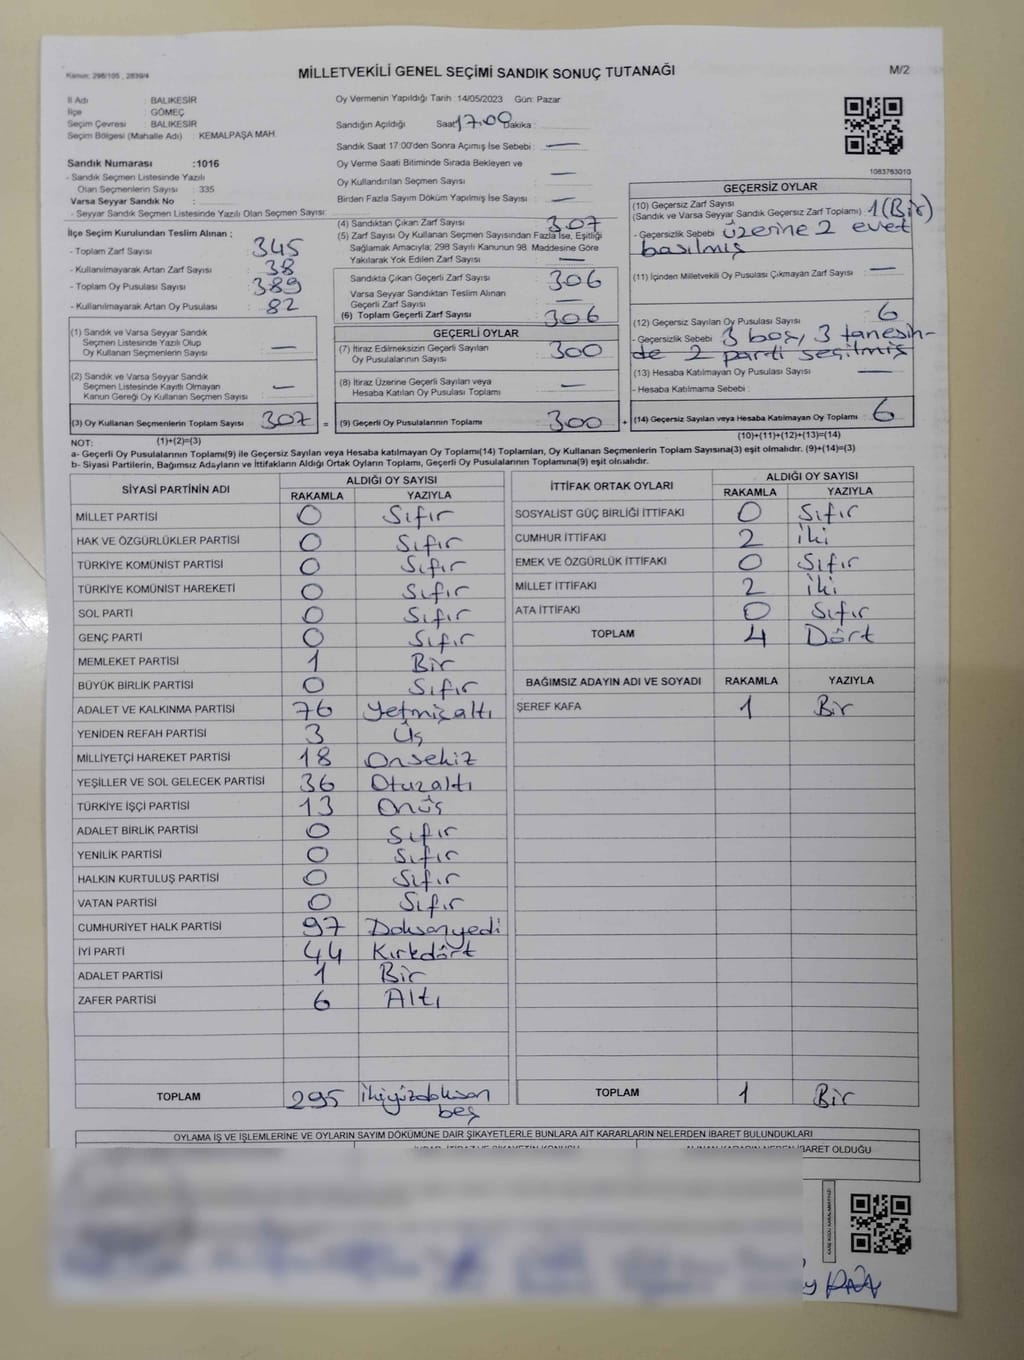 Kanun: 298/105 , 2839/4
MİLLETVEKİLİ GENEL SEÇİMİ SANDIK SONUÇ TUTANAĞI
M/2
İl Adı : BALIKESİR
İlçe : GÖMEÇ
Seçim Çevresi : BALIKESİR
Seçim Bölgesi (Mahalle Adı) : KEMALPAŞA MAH.
Sandık Numarası :1016
- Sandık Seçmen Listesinde Yazılı
Olan Seçmenlerin Sayısı : 335
Varsa Seyyar Sandık No :
- Seyyar Sandık Seçmen Listesinde Yazılı Olan Seçmen Sayısı:
Oy Vermenin Yapıldığı Tarih 14/05/2023 Gün: Pazar
Sandığın Açıldığı Saat 17.00 Dakika :
Sandık Saat 17:00'den Sonra Açımış İse Sebebi : —
Oy Verme Saati Bitiminde Sırada Bekleyen ve
Oy Kullandırılan Seçmen Sayısı : —
Birden Fazla Sayım Döküm Yapılmış İse Sayısı : —
1083763010
İlçe Seçim Kurulundan Teslim Alınan ;
- Toplam Zarf Sayısı : 345
- Kullanılmayarak Artan Zarf Sayısı : 38
- Toplam Oy Pusulası Sayısı : 389
- Kullanılmayarak Artan Oy Pusulası : 82
(1) Sandık ve Varsa Seyyar Sandık
Seçmen Listesinde Yazılı Olup
Oy Kullanan Seçmenlerin Sayısı : —
(2) Sandık ve Varsa Seyyar Sandık
Seçmen Listesinde Kayıtlı Olmayan
Kanun Gereği Oy Kullanan Seçmen Sayısı : —
(3) Oy Kullanan Seçmenlerin Toplam Sayısı : 307 =
(4) Sandıktan Çıkan Zarf Sayısı : 307
(5) Zarf Sayısı Oy Kullanan Seçmen Sayısından Fazla İse, Eşitliği
Sağlamak Amacıyla; 298 Sayılı Kanunun 98. Maddesine Göre
Yakılarak Yok Edilen Zarf Sayısı : —
Sandıkta Çıkan Geçerli Zarf Sayısı : 306
Varsa Seyyar Sandıktan Teslim Alınan
Geçerli Zarf Sayısı : —
(6) Toplam Geçerli Zarf Sayısı : 306
GEÇERLİ OYLAR
(7) İtiraz Edilmeksizin Geçerli Sayılan
Oy Pusulalarının Sayısı : 300
(8) İtiraz Üzerine Geçerli Sayılan veya
Hesaba Katılan Oy Pusulası Toplamı : —
(9) Geçerli Oy Pusulalarının Toplamı : 300 +
GEÇERSİZ OYLAR
(10) Geçersiz Zarf Sayısı
(Sandık ve Varsa Seyyar Sandık Geçersiz Zarf Toplamı) : 1 (Bir)
- Geçersizlik Sebebi : üzerine 2 evet
basılmış
(11) İçinden Milletvekili Oy Pusulası Çıkmayan Zarf Sayısı : —
(12) Geçersiz Sayılan Oy Pusulası Sayısı : 6
- Geçersizlik Sebebi : 3 boş, 3 tanesin-
de 2 parti seçilmiş
(13) Hesaba Katılmayan Oy Pusulası Sayısı : —
- Hesaba Katılmama Sebebi :
(14) Geçersiz Sayılan veya Hesaba Katılmayan Oy Toplamı : 6
NOT: (1)+(2)=(3)
(10)+(11)+(12)+(13)=(14)
a- Geçerli Oy Pusulalarının Toplamı(9) ile Geçersiz Sayılan veya Hesaba katılmayan Oy Toplamı(14) Toplamları, Oy Kullanan Seçmenlerin Toplam Sayısına(3) eşit olmalıdır. (9)+(14)=(3)
b- Siyasi Partilerin, Bağımsız Adayların ve İttifakların Aldığı Ortak Oyların Toplamı, Geçerli Oy Pusulalarının Toplamına(9) eşit olmalıdır.
SİYASİ PARTİNİN ADI ALDIĞI OY SAYISI
RAKAMLA YAZIYLA
MİLLET PARTİSİ 0 Sıfır
HAK VE ÖZGÜRLÜKLER PARTİSİ 0 Sıfır
TÜRKİYE KOMÜNİST PARTİSİ 0 Sıfır
TÜRKİYE KOMÜNİST HAREKETİ 0 Sıfır
SOL PARTİ 0 Sıfır
GENÇ PARTİ 0 Sıfır
MEMLEKET PARTİSİ 1 Bir
BÜYÜK BİRLİK PARTİSİ 0 Sıfır
ADALET VE KALKINMA PARTİSİ 76 Yetmişaltı
YENİDEN REFAH PARTİSİ 3 Üç
MİLLİYETÇİ HAREKET PARTİSİ 18 Onsekiz
YEŞİLLER VE SOL GELECEK PARTİSİ 36 Otuzaltı
TÜRKİYE İŞÇİ PARTİSİ 13 Onüç
ADALET BİRLİK PARTİSİ 0 Sıfır
YENİLİK PARTİSİ 0 Sıfır
HALKIN KURTULUŞ PARTİSİ 0 Sıfır
VATAN PARTİSİ 0 Sıfır
CUMHURİYET HALK PARTİSİ 97 Doksanyedi
İYİ PARTİ 44 Kırkdört
ADALET PARTİSİ 1 Bir
ZAFER PARTİSİ 6 Altı
TOPLAM 295 İkiyüzdoksan
beş
İTTİFAK ORTAK OYLARI ALDIĞI OY SAYISI
RAKAMLA YAZIYLA
SOSYALİST GÜÇ BİRLİĞİ İTTİFAKI 0 Sıfır
CUMHUR İTTİFAKI 2 İki
EMEK VE ÖZGÜRLÜK İTTİFAKI 0 Sıfır
MİLLET İTTİFAKI 2 İki
ATA İTTİFAKI 0 Sıfır
TOPLAM 4 Dört
BAĞIMSIZ ADAYIN ADI VE SOYADI RAKAMLA YAZIYLA
ŞEREF KAFA 1 Bir
TOPLAM 1 Bir
OYLAMA İŞ VE İŞLEMLERİNE VE OYLARIN SAYIM DÖKÜMÜNE DAİR ŞİKAYETLERLE BUNLARA AİT KARARLARIN NELERDEN İBARET BULUNDUKLARI
İBARET OLDUĞU